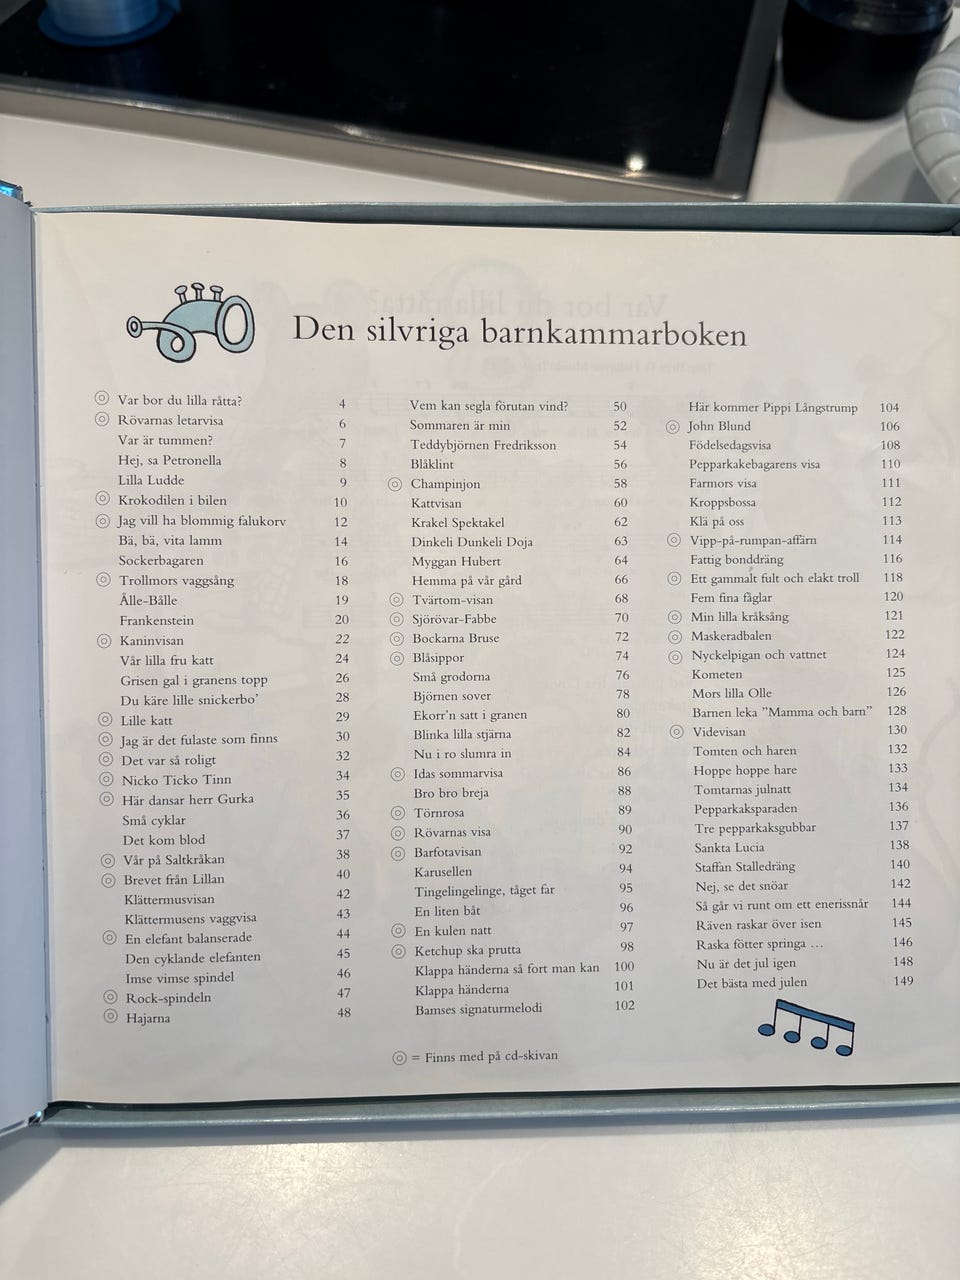 Den silvriga barnkammarboken
◎ Var bor du lilla råtta? 4
◎ Rövarnas letarvisa 6
Var är tummen? 7
Hej, sa Petronella 8
Lilla Ludde 9
◎ Krokodilen i bilen 10
◎ Jag vill ha blommig falukorv 12
Bä, bä, vita lamm 14
Sockerbagaren 16
◎ Trollmors vaggsång 18
Ålle-Bålle 19
Frankenstein 20
◎ Kaninvisan 22
Vår lilla fru katt 24
Grisen gal i granens topp 26
Du käre lille snickerbo' 28
◎ Lille katt 29
◎ Jag är det fulaste som finns 30
◎ Det var så roligt 32
◎ Nicko Ticko Tinn 34
◎ Här dansar herr Gurka 35
Små cyklar 36
Det kom blod 37
◎ Vår på Saltkråkan 38
◎ Brevet från Lillan 40
Klättermusvisan 42
Klättermusens vaggvisa 43
◎ En elefant balanserade 44
Den cyklande elefanten 45
Imse vimse spindel 46
◎ Rock-spindeln 47
◎ Hajarna 48
Vem kan segla förutan vind? 50
Sommaren är min 52
Teddybjörnen Fredriksson 54
Blåklint 56
◎ Champinjon 58
Kattvisan 60
Krakel Spektakel 62
Dinkeli Dunkeli Doja 63
Myggan Hubert 64
Hemma på vår gård 66
◎ Tvärtom-visan 68
◎ Sjörövar-Fabbe 70
◎ Bockarna Bruse 72
◎ Blåsippor 74
Små grodorna 76
Björnen sover 78
Ekorr'n satt i granen 80
Blinka lilla stjärna 82
Nu i ro slumra in 84
◎ Idas sommarvisa 86
Bro bro breja 88
◎ Törnrosa 89
◎ Rövarnas visa 90
◎ Barfotavisan 92
Karusellen 94
Tingelingelinge, tåget far 95
En liten båt 96
◎ En kulen natt 97
◎ Ketchup ska prutta 98
Klappa händerna så fort man kan 100
Klappa händerna 101
Bamses signaturmelodi 102
Här kommer Pippi Långstrump 104
◎ John Blund 106
Födelsedagsvisa 108
Pepparkakebagarens visa 110
Farmors visa 111
Kroppsbossa 112
Klä på oss 113
◎ Vipp-på-rumpan-affärn 114
Fattig bonddräng 116
◎ Ett gammalt fult och elakt troll 118
Fem fina fåglar 120
◎ Min lilla kråksång 121
◎ Maskeradbalen 122
◎ Nyckelpigan och vattnet 124
Kometen 125
Mors lilla Olle 126
Barnen leka "Mamma och barn" 128
◎ Videvisan 130
Tomten och haren 132
Hoppe hoppe hare 133
Tomtarnas julnatt 134
Pepparkaksparaden 136
Tre pepparkaksgubbar 137
Sankta Lucia 138
Staffan Stalledräng 140
Nej, se det snöar 142
Så går vi runt om ett enerissnår 144
Räven raskar över isen 145
Raska fötter springa ... 146
Nu är det jul igen 148
Det bästa med julen 149
◎ = Finns med på cd-skivan